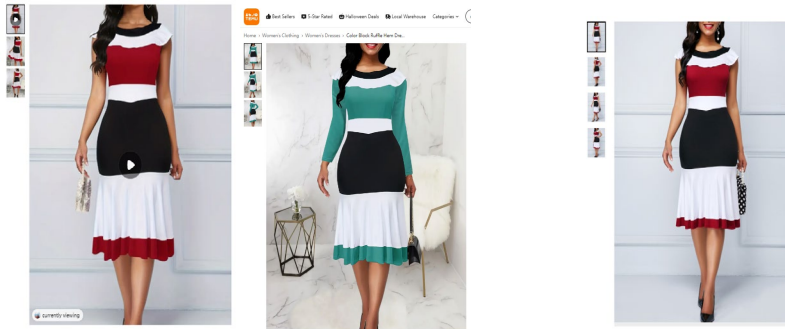 TEMU
Best Sellers
5-Star Rated
Halloween Deals
Local Warehouse
Categories
Home > Women's Clothing > Women's Dresses > Color Block Ruffle Hem Dre...
currently viewing